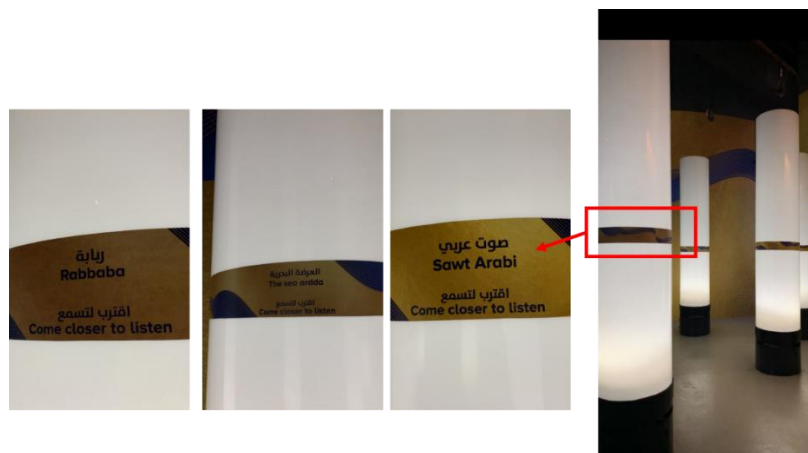 ربابة
Rabbaba
اقترب لتسمع
Come closer to listen
العرضة البحرية
The sea ardda
اقترب لتسمع
Come closer to listen
صوت عربي
Sawt Arabi
اقترب لتسمع
Come closer to listen